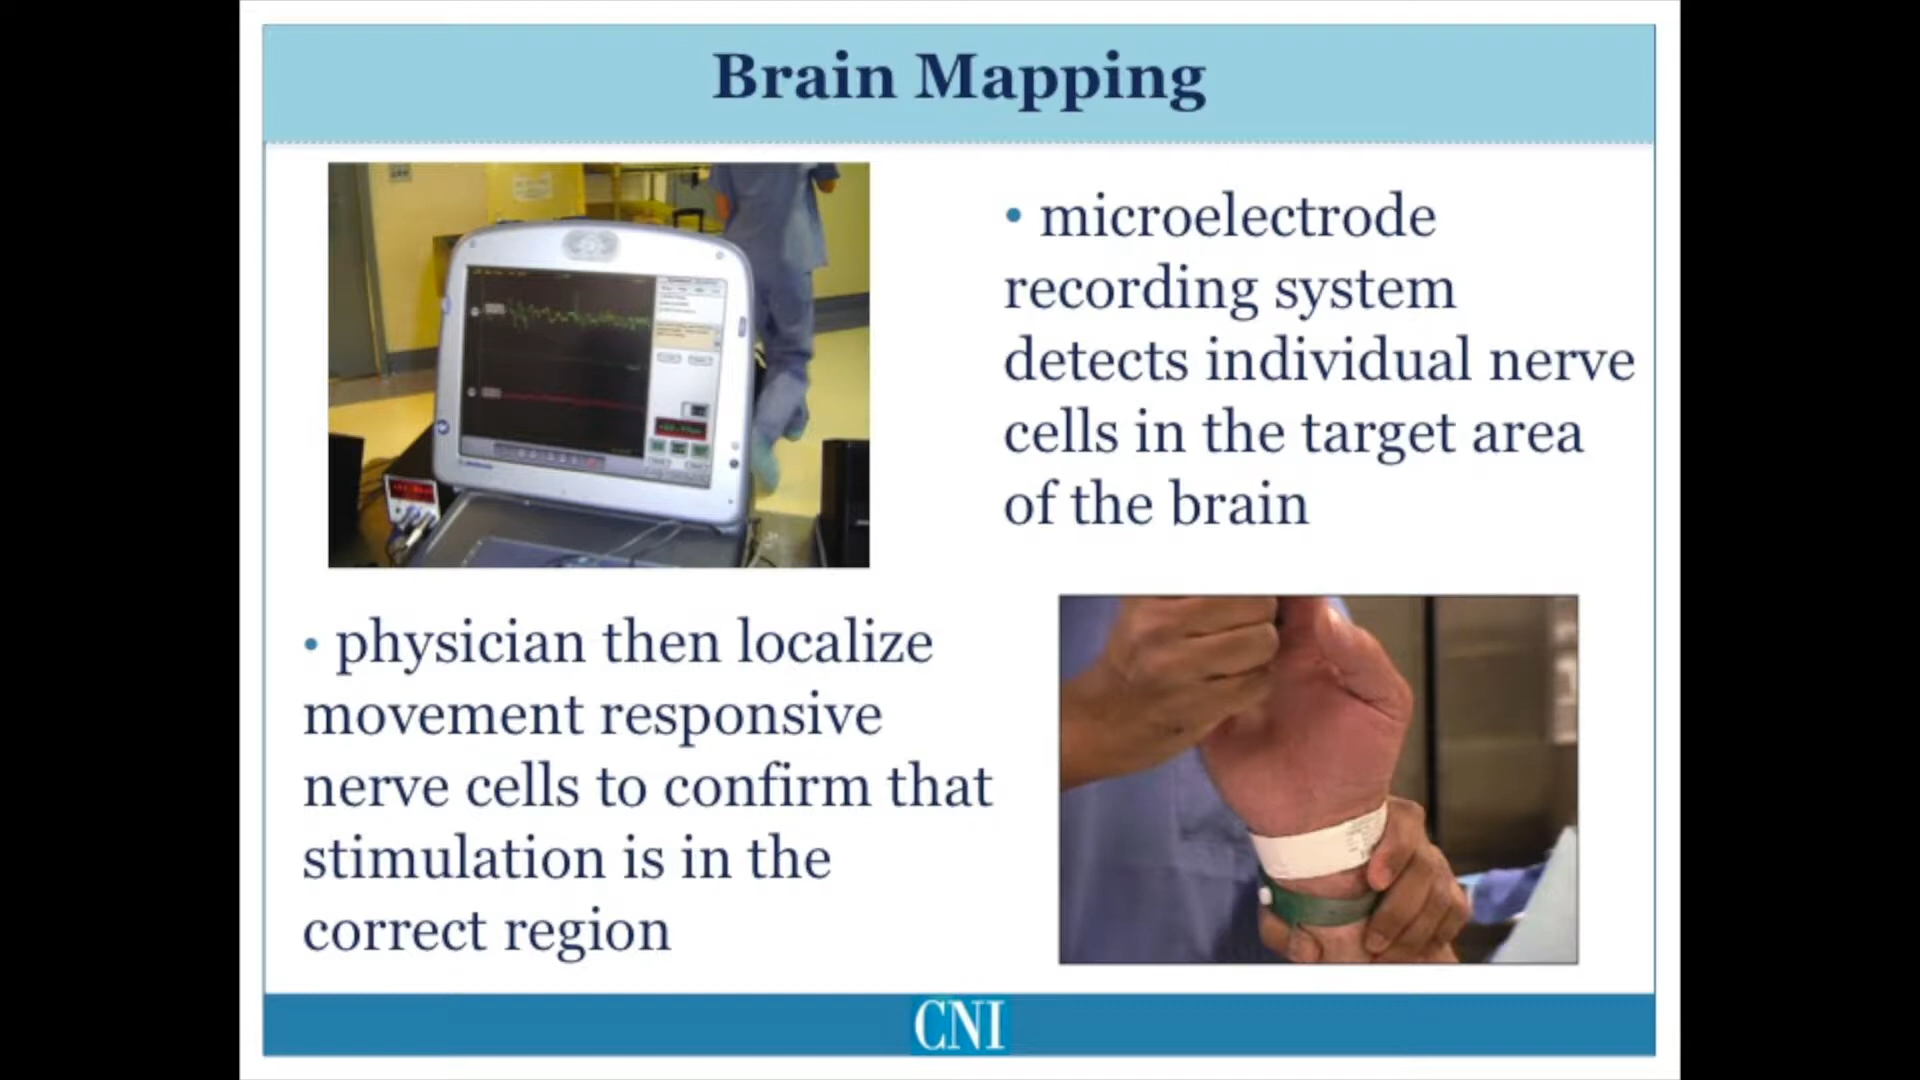 Brain Mapping
• microelectrode
recording system
detects individual nerve
cells in the target area
of the brain
• physician then localize
movement responsive
nerve cells to confirm that
stimulation is in the
correct region
CNI